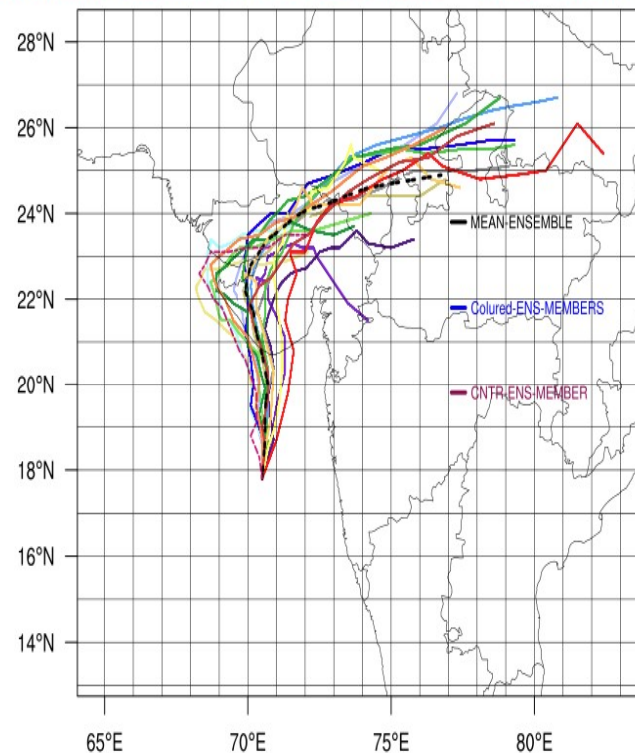 28°N
26°N
24°N
MEAN-ENSEMBLE
22°N
Colured-ENS-MEMBERS
20°N
CNTR-ENS-MEMBER
18°N
16°N
14°N
65°E 70°E 75°E 80°E